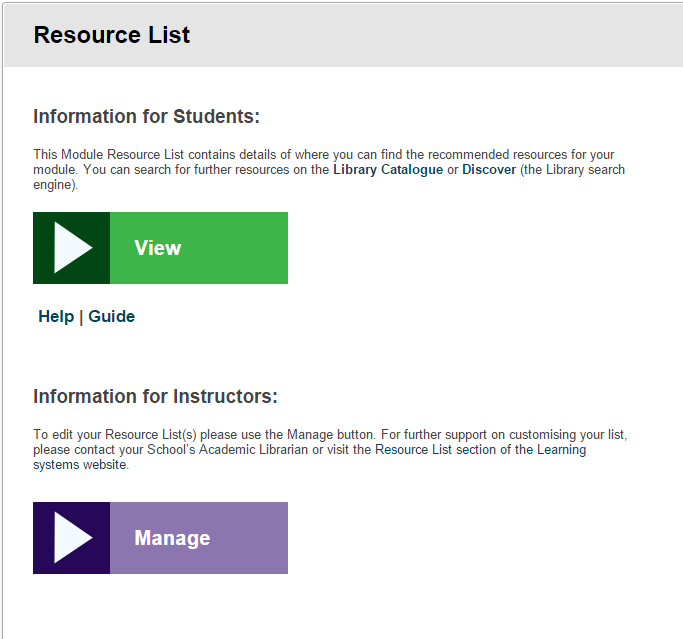 Resource List
Information for Students:
This Module Resource List contains details of where you can find the recommended resources for your
module. You can search for further resources on the Library Catalogue or Discover (the Library search
engine).
View
Help | Guide
Information for Instructors:
To edit your Resource List(s) please use the Manage button. For further support on customising your list,
please contact your School's Academic Librarian or visit the Resource List section of the Learning
systems website.
Manage